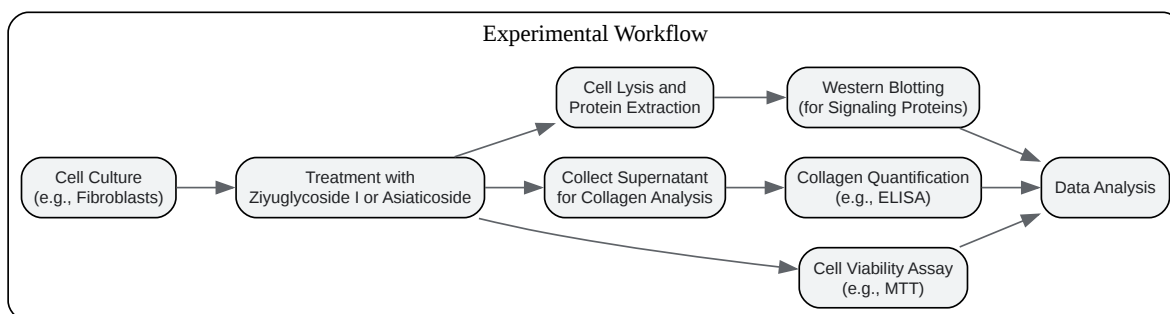 Experimental Workflow
Cell Lysis and
Protein Extraction
Western Blotting
(for Signaling Proteins)
Cell Culture
(e.g., Fibroblasts)
Treatment with
Ziyuglycoside I or Asiaticoside
Collect Supernatant
for Collagen Analysis
Collagen Quantification
(e.g., ELISA)
Data Analysis
Cell Viability Assay
(e.g., MTT)